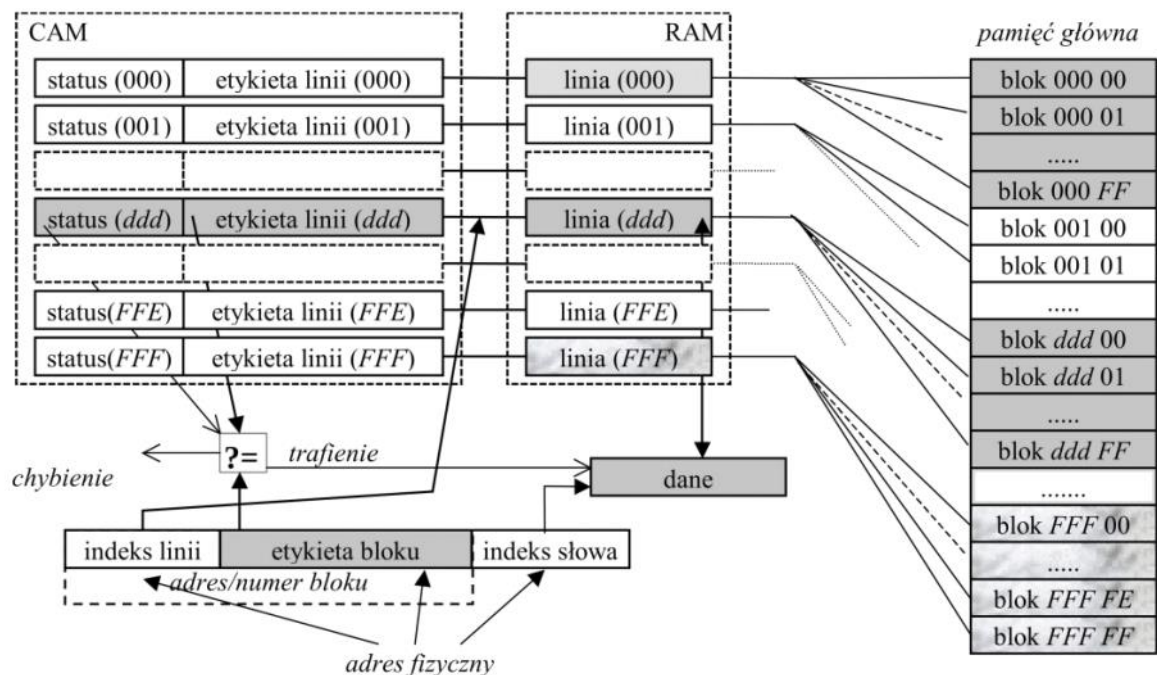 CAM
RAM
pamięć główna
status (000) etykieta linii (000) linia (000) blok 000 00
status (001) etykieta linii (001) linia (001) blok 000 01
.....
status (ddd) etykieta linii (ddd) linia (ddd) blok 000 FF
blok 001 00
blok 001 01
status(FFE) etykieta linii (FFE) linia (FFE) .....
status(FFF) etykieta linii (FFF) linia (FFF) blok ddd 00
blok ddd 01
.....
blok ddd FF
.......
blok FFF 00
.....
blok FFF FE
blok FFF FF
?=
trafienie
chybienie
dane
indeks linii etykieta bloku indeks słowa
adres/numer bloku
adres fizyczny